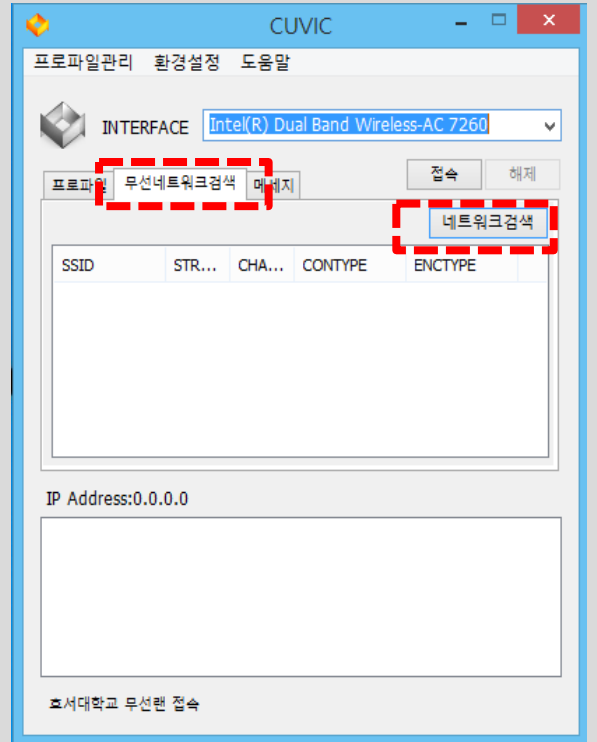 CUVIC
프로파일관리 환경설정 도움말
INTERFACE Intel(R) Dual Band Wireless-AC 7260
접속 해제
프로파일 무선네트워크검색 메세지
네트워크검색
SSID STR... CHA... CONTYPE ENCTYPE
IP Address:0.0.0.0
호서대학교 무선랜 접속